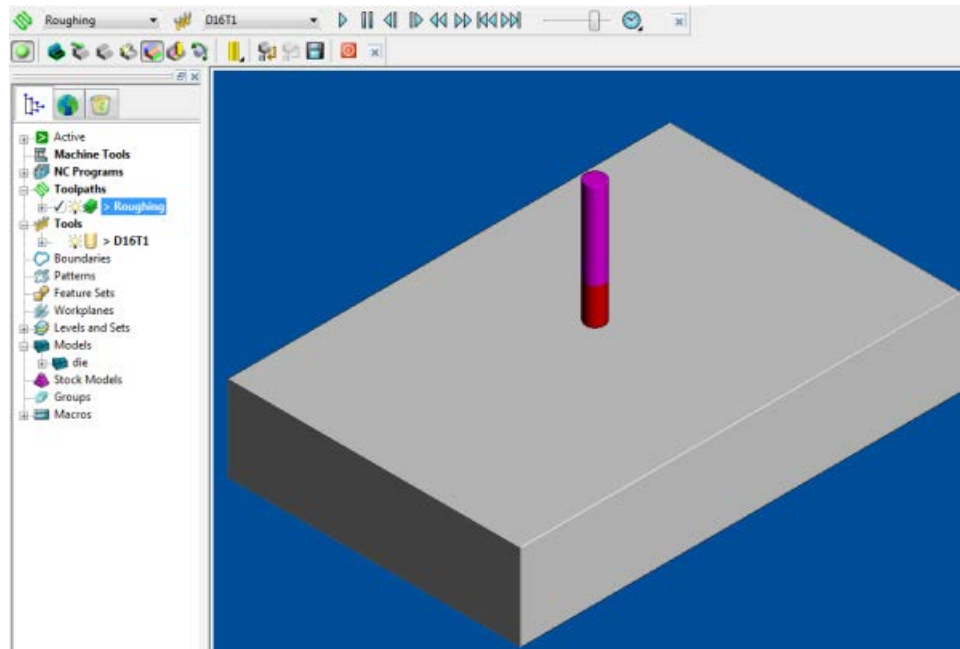 Roughing D16T1
Active
Machine Tools
NC Programs
Toolpaths
> Roughing
Tools
> D16T1
Boundaries
Patterns
Feature Sets
Workplanes
Levels and Sets
Models
die
Stock Models
Groups
Macros